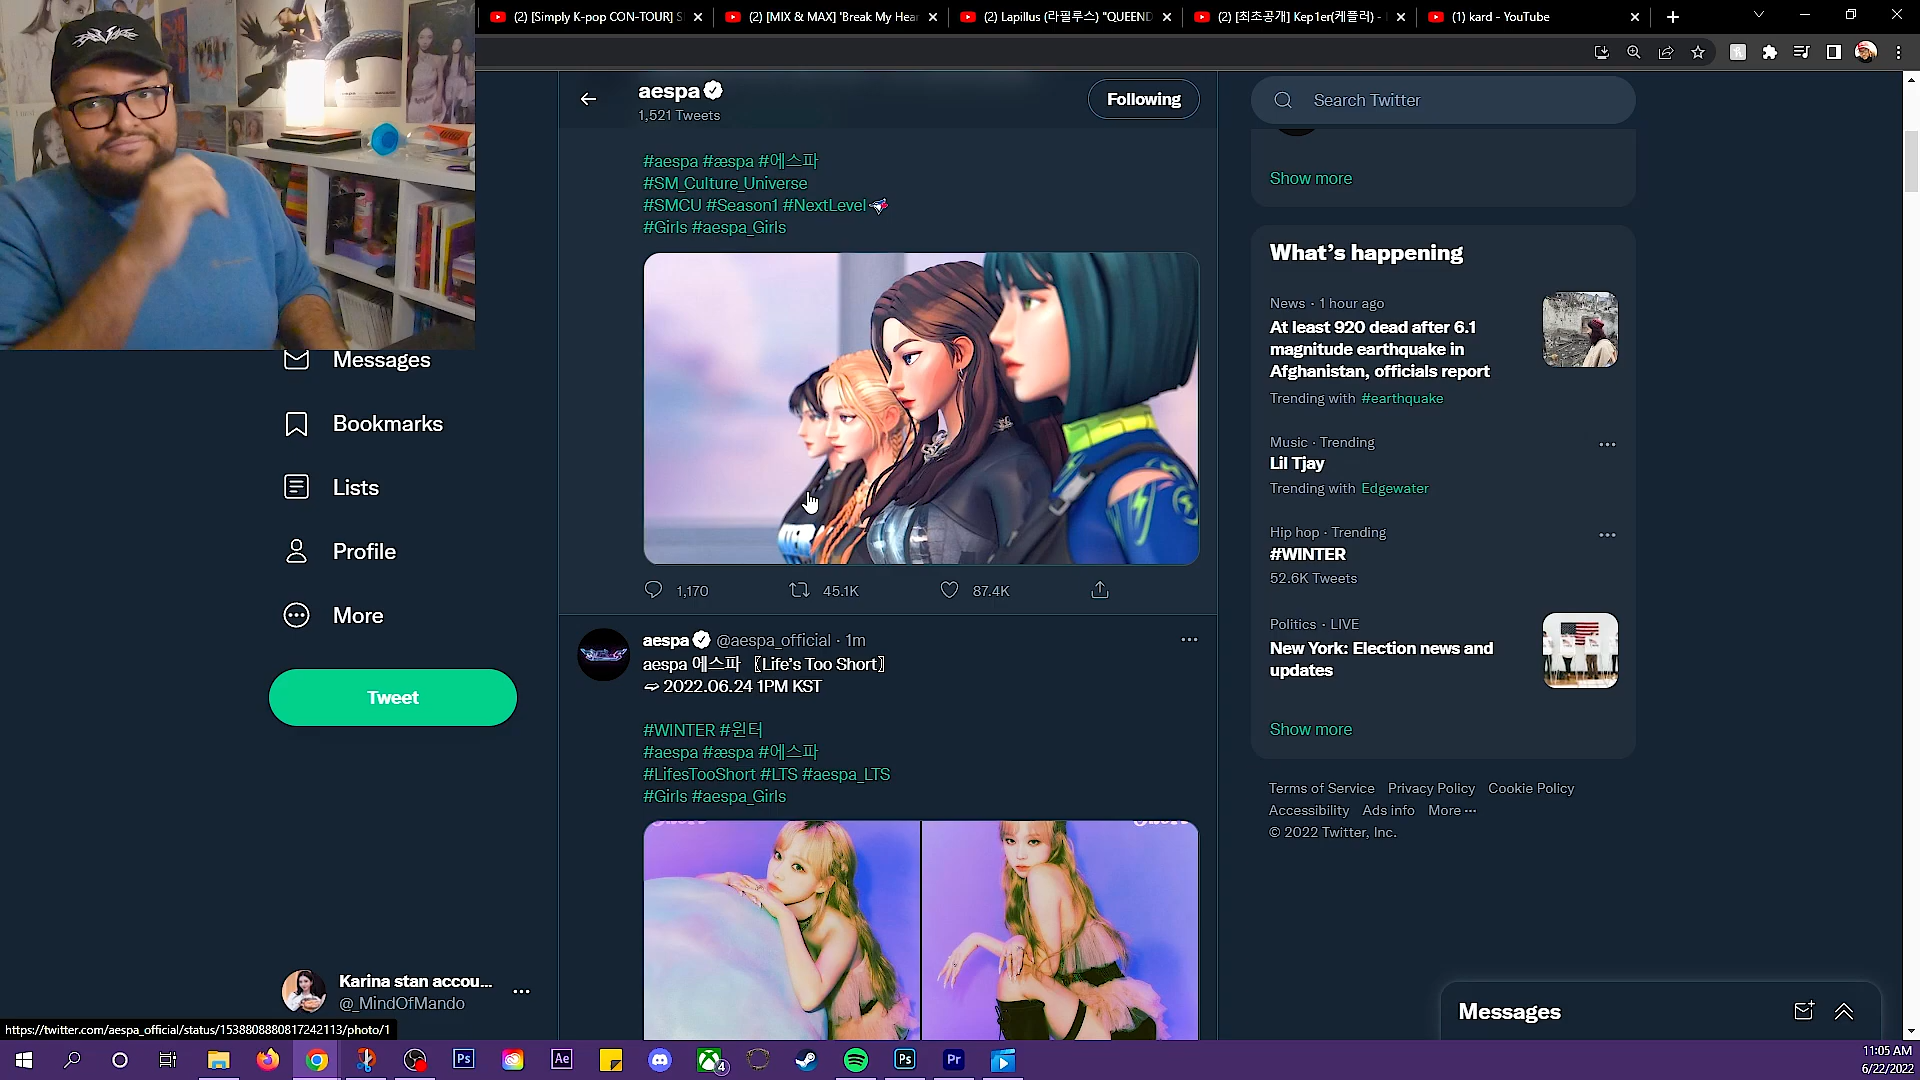 (2) [Simply K-pop CON-TOUR] S
(2) [MIX & MAX] 'Break My Hear
(2) Lapillus (라필루스) "QUEEND
(2) [최초공개] Kep1er(케플러) -
(1) kard - YouTube
aespa
1,521 Tweets
Following
Search Twitter
#aespa #æspa #에스파
#SM_Culture_Universe
#SMCU #Season1 #NextLevel
#Girls #aespa_Girls
1,170
45.1K
87.4K
aespa @aespa_official · 1m
aespa 에스파 〖Life's Too Short〗
➫ 2022.06.24 1PM KST
#WINTER #윈터
#aespa #æspa #에스파
#LifesTooShort #LTS #aespa_LTS
#Girls #aespa_Girls
Messages
Bookmarks
Lists
Profile
More
Tweet
Karina stan accou...
@_MindOfMando
https://twitter.com/aespa_official/status/1538808880817242113/photo/1
Show more
What's happening
News · 1 hour ago
At least 920 dead after 6.1
magnitude earthquake in
Afghanistan, officials report
Trending with #earthquake
Music · Trending
Lil Tjay
Trending with Edgewater
Hip hop · Trending
#WINTER
52.6K Tweets
Politics · LIVE
New York: Election news and
updates
Show more
Terms of Service Privacy Policy Cookie Policy
Accessibility Ads info More ···
© 2022 Twitter, Inc.
Messages
Ps
Ae
4
Ps
Pr
11:05 AM
6/22/2022